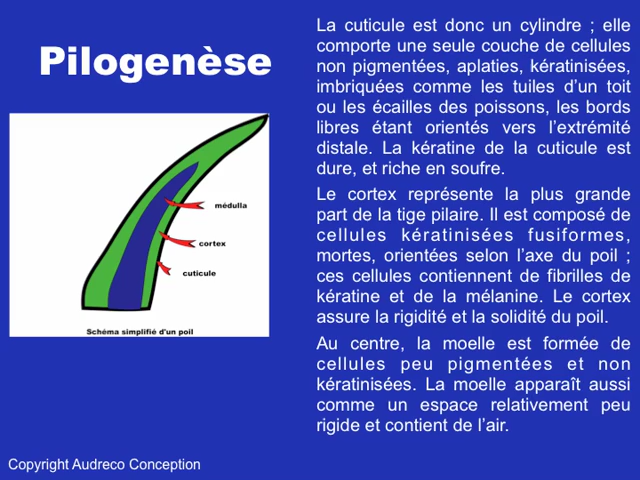 Pilogenèse
médulla
cortex
cuticule
Schéma simplifié d'un poil
La cuticule est donc un cylindre ; elle
comporte une seule couche de cellules
non pigmentées, aplaties, kératinisées,
imbriquées comme les tuiles d’un toit
ou les écailles des poissons, les bords
libres étant orientés vers l’extrémité
distale. La kératine de la cuticule est
dure, et riche en soufre.
Le cortex représente la plus grande
part de la tige pilaire. Il est composé de
cellules kératinisées fusiformes,
mortes, orientées selon l’axe du poil ;
ces cellules contiennent de fibrilles de
kératine et de la mélanine. Le cortex
assure la rigidité et la solidité du poil.
Au centre, la moelle est formée de
cellules peu pigmentées et non
kératinisées. La moelle apparaît aussi
comme un espace relativement peu
rigide et contient de l’air.
Copyright Audreco Conception